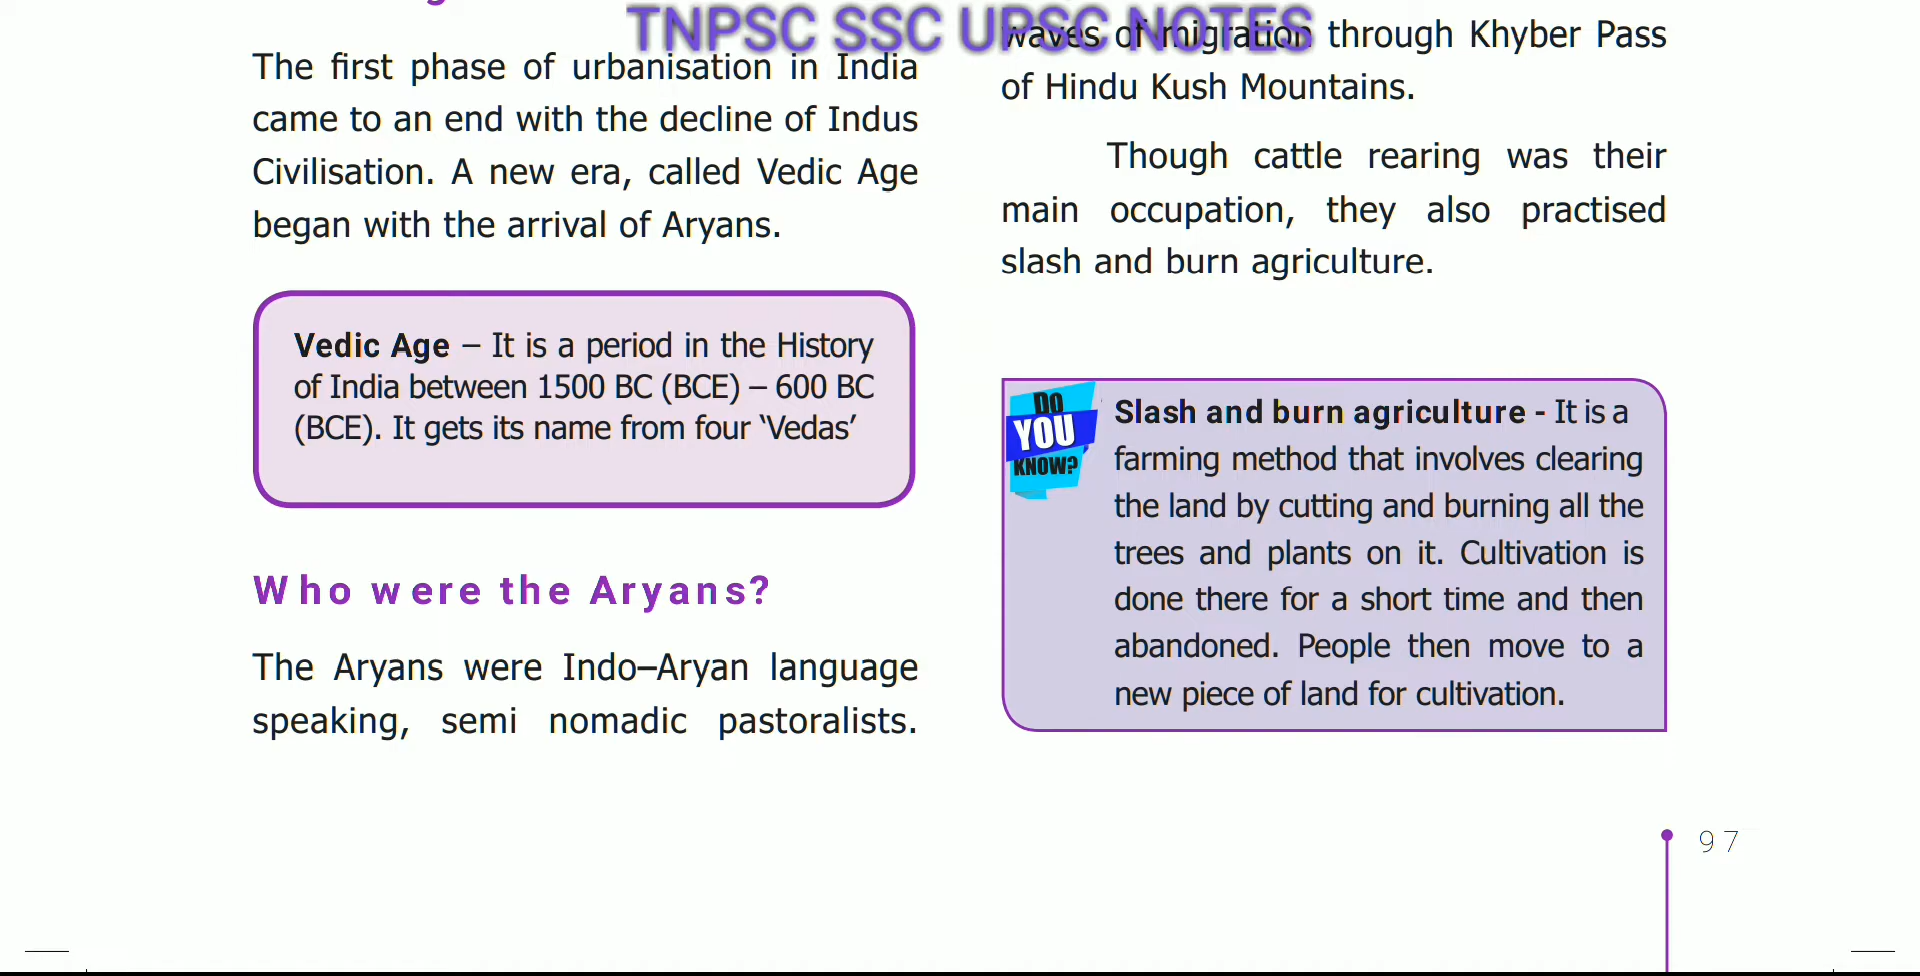 TNPSC SSC UPSC NOTES
The first phase of urbanisation in India
came to an end with the decline of Indus
Civilisation. A new era, called Vedic Age
began with the arrival of Aryans.
Vedic Age – It is a period in the History
of India between 1500 BC (BCE) – 600 BC
(BCE). It gets its name from four ‘Vedas’
Who were the Aryans?
The Aryans were Indo–Aryan language
speaking, semi nomadic pastoralists.
waves of migration through Khyber Pass
of Hindu Kush Mountains.
Though cattle rearing was their
main occupation, they also practised
slash and burn agriculture.
DO
YOU
KNOW?
Slash and burn agriculture - It is a
farming method that involves clearing
the land by cutting and burning all the
trees and plants on it. Cultivation is
done there for a short time and then
abandoned. People then move to a
new piece of land for cultivation.
97